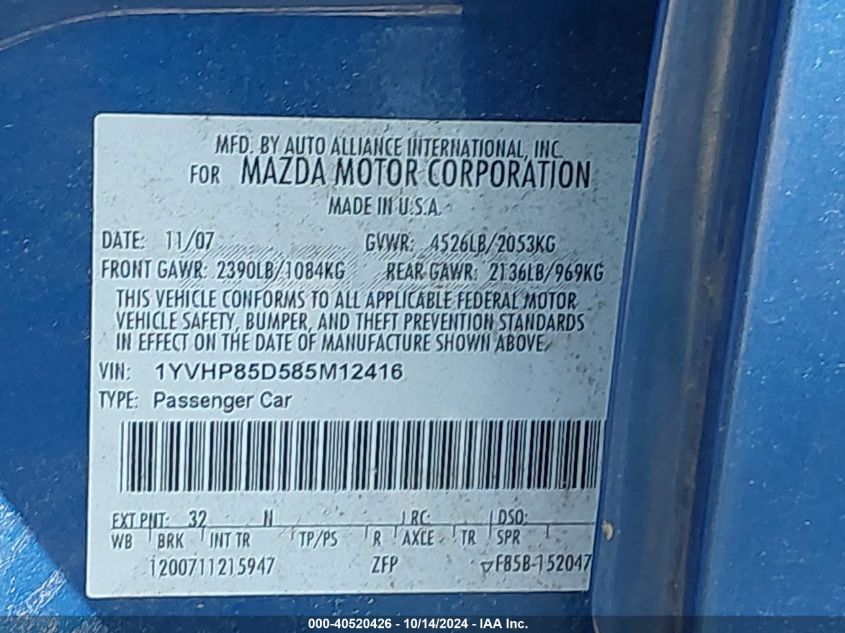 MFD. BY AUTO ALLIANCE INTERNATIONAL, INC.
FOR MAZDA MOTOR CORPORATION
MADE IN U.S.A.
DATE: 11/07 GVWR: 4526LB/2053KG
FRONT GAWR: 2390LB/1084KG REAR GAWR: 2136LB/969KG
THIS VEHICLE CONFORMS TO ALL APPLICABLE FEDERAL MOTOR
VEHICLE SAFETY, BUMPER, AND THEFT PREVENTION STANDARDS
IN EFFECT ON THE DATE OF MANUFACTURE SHOWN ABOVE.
VIN: 1YVHP85D585M12416
TYPE: Passenger Car
EXT PNT: 32 N RC: DSO:
WB BRK INT TR TP/PS R AXLE TR SPR
1200711215947 ZFP ▽F85B-152047
000-40520426 - 10/14/2024 - IAA Inc.